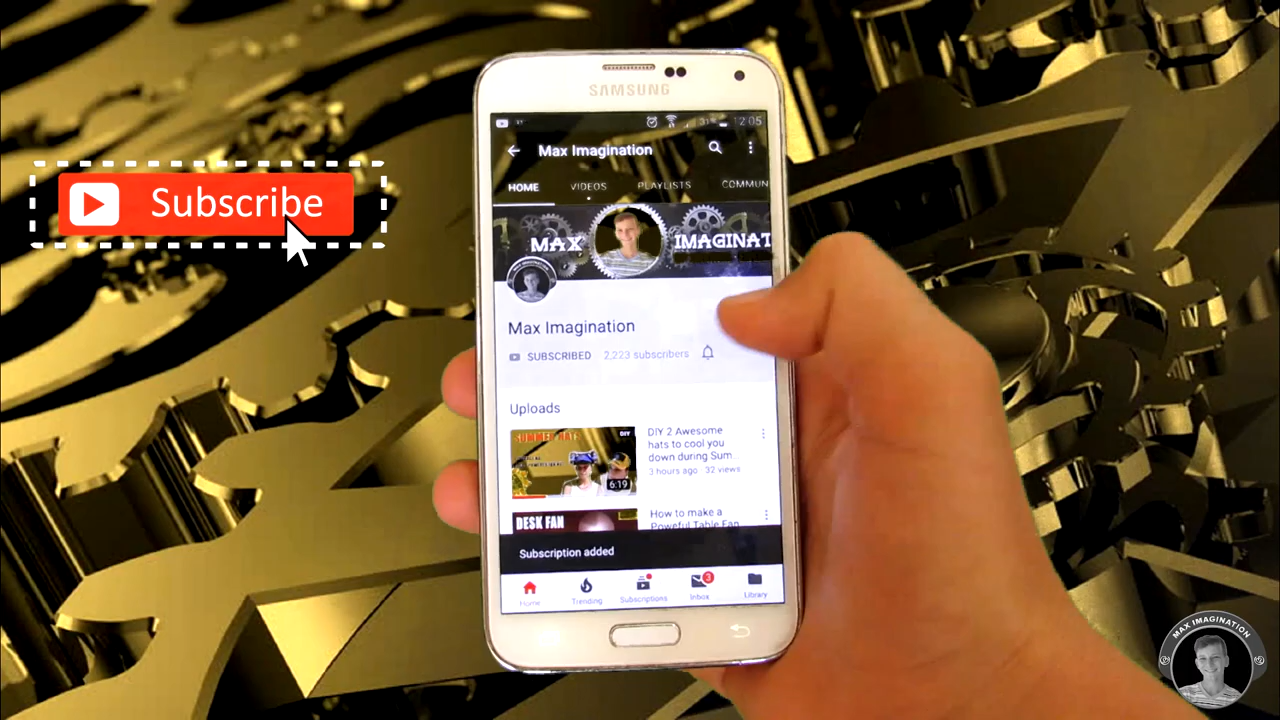 SAMSUNG
12:05
Max Imagination
HOME VIDEOS PLAYLISTS COMMUN
Subscribe
MAX IMAGINAT
Max Imagination
SUBSCRIBED 2,223 subscribers
Uploads
SUMMER HATS
DIY
6:19
DIY 2 Awesome
hats to cool you
down during Sum...
3 hours ago · 32 views
DESK FAN
How to make a
Poweful Table Fan
Subscription added
3
Home Trending Subscriptions Inbox Library
MAX IMAGINATION